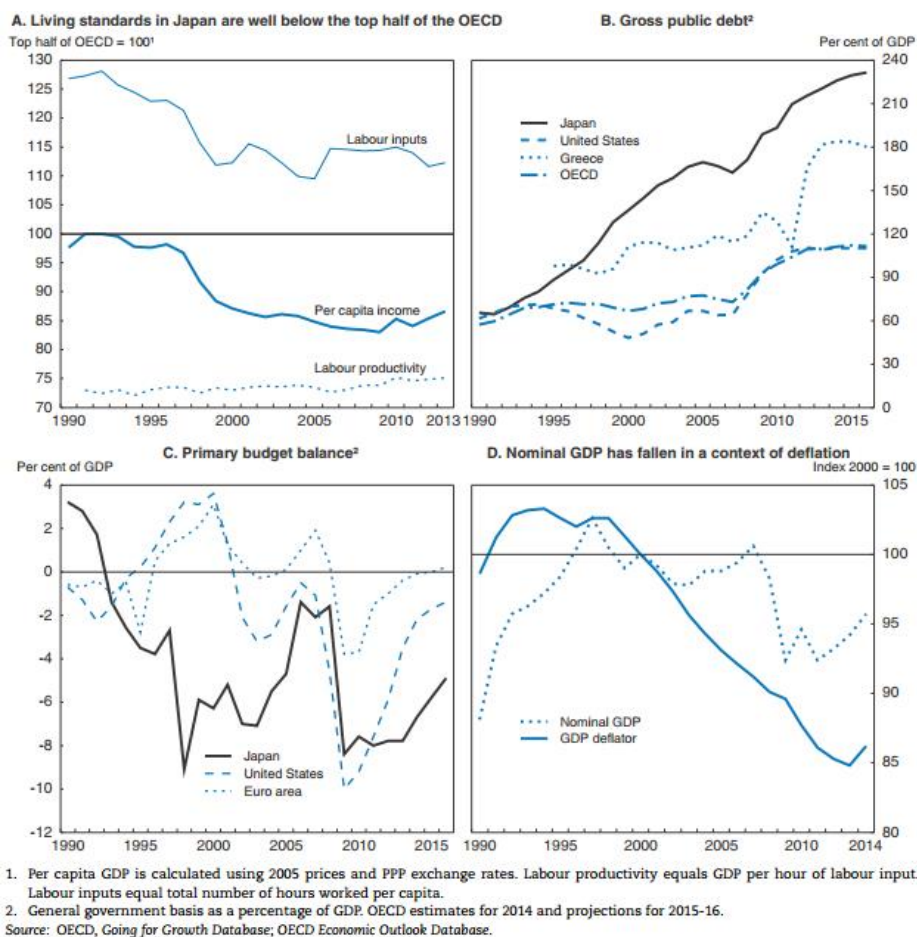 A. Living standards in Japan are well below the top half of the OECD
Top half of OECD = 100¹
130
125
120
115
110
105
100
95
90
85
80
75
70
Labour inputs
Per capita income
Labour productivity
1990 1995 2000 2005 2010 2013
B. Gross public debt²
Per cent of GDP
240
210
180
150
120
90
60
30
0
Japan
United States
Greece
OECD
1990 1995 2000 2005 2010 2015
C. Primary budget balance²
Per cent of GDP
4
2
0
-2
-4
-6
-8
-10
-12
Japan
United States
Euro area
1990 1995 2000 2005 2010 2015
D. Nominal GDP has fallen in a context of deflation
Index 2000 = 100
105
100
95
90
85
80
Nominal GDP
GDP deflator
1990 1995 2000 2005 2010 2014
1. Per capita GDP is calculated using 2005 prices and PPP exchange rates. Labour productivity equals GDP per hour of labour input.
Labour inputs equal total number of hours worked per capita.
2. General government basis as a percentage of GDP. OECD estimates for 2014 and projections for 2015-16.
Source: OECD, Going for Growth Database; OECD Economic Outlook Database.